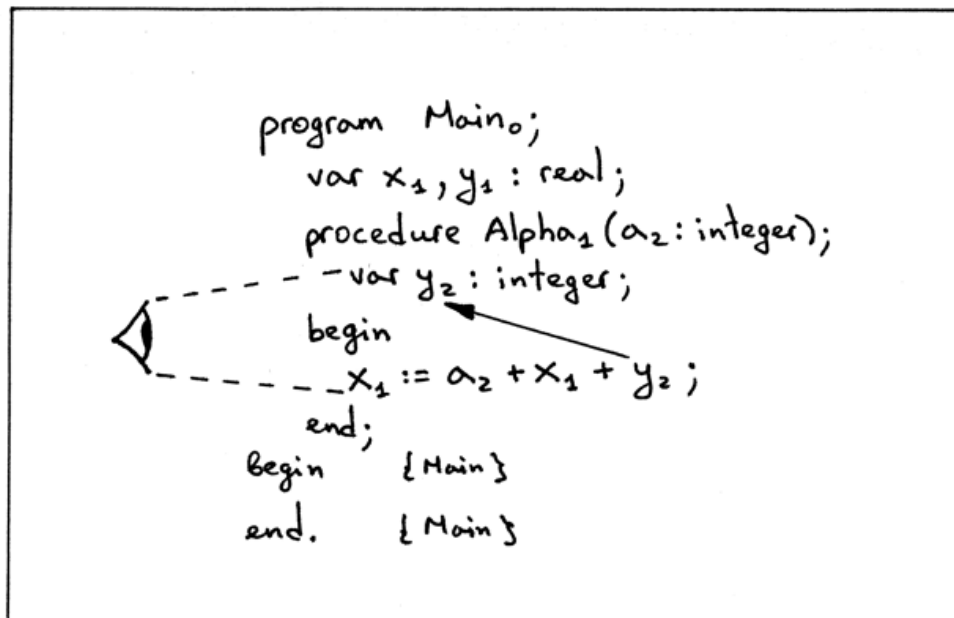 program Main₀;
var x₁, y₁ : real;
procedure Alpha₁ (a₂ : integer);
var y₂ : integer;
begin
x₁ := a₂ + x₁ + y₂ ;
end;
begin {Main}
end. {Main}